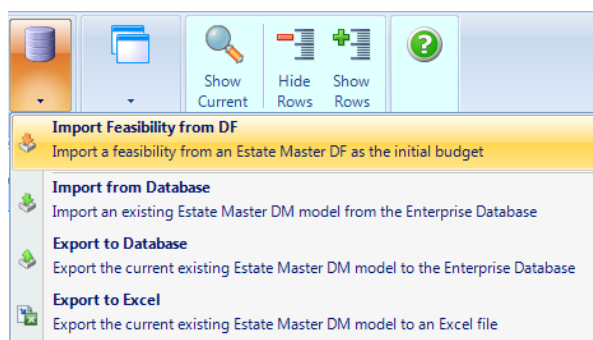 Show Hide Show
Current Rows Rows
Import Feasibility from DF
Import a feasibility from an Estate Master DF as the initial budget
Import from Database
Import an existing Estate Master DM model from the Enterprise Database
Export to Database
Export the current existing Estate Master DM model to the Enterprise Database
Export to Excel
Export the current existing Estate Master DM model to an Excel file